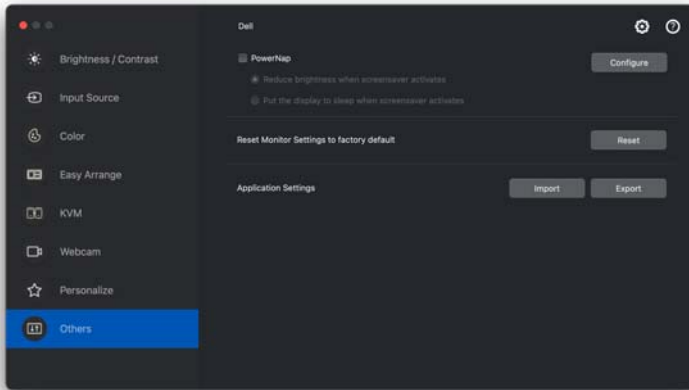 Dell
Brightness / Contrast
Input Source
Color
Easy Arrange
KVM
Webcam
Personalize
Others
PowerNap
Configure
Reduce brightness when screensaver activates
Put the display to sleep when screensaver activates
Reset Monitor Settings to factory default
Reset
Application Settings
Import
Export